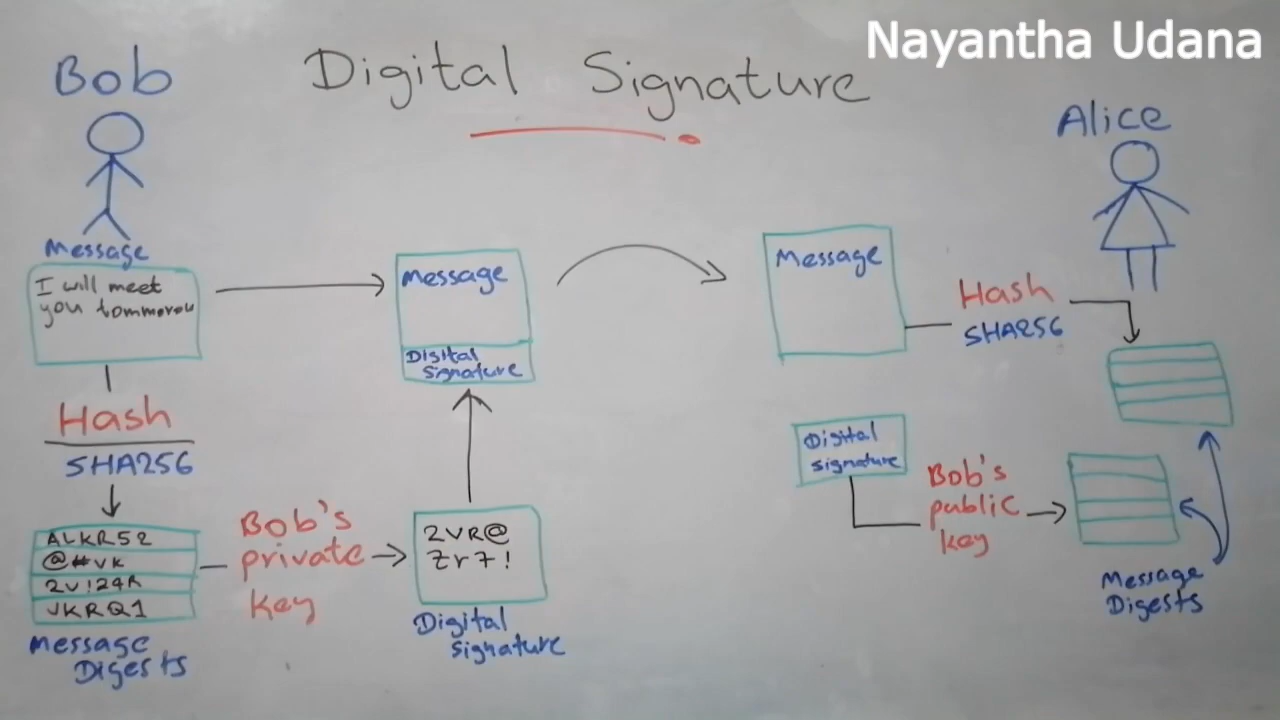 Nayantha Udana
Digital Signature
Bob
Message
I will meet
you tommorow
Hash
SHA256
ALKR52
@#VK
2V!24R
VKRQ1
Message
Digests
Bob's
private
key
2VR@
Zr7!
Digital
signature
Message
Digital
signature
Alice
Message
Hash
SHA256
Digital
signature
Bob's
public
key
Message
Digests